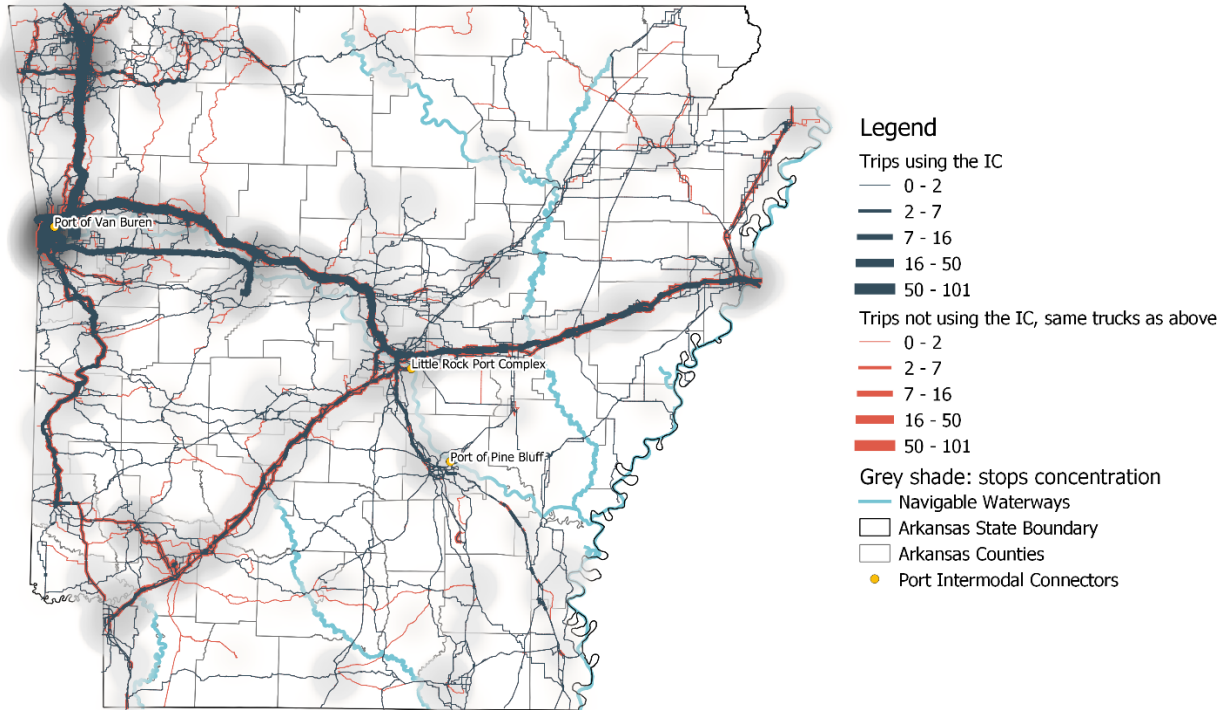 Port of Van Buren
Little Rock Port Complex
Port of Pine Bluff
Legend
Trips using the IC
0 - 2
2 - 7
7 - 16
16 - 50
50 - 101
Trips not using the IC, same trucks as above
0 - 2
2 - 7
7 - 16
16 - 50
50 - 101
Grey shade: stops concentration
Navigable Waterways
Arkansas State Boundary
Arkansas Counties
Port Intermodal Connectors